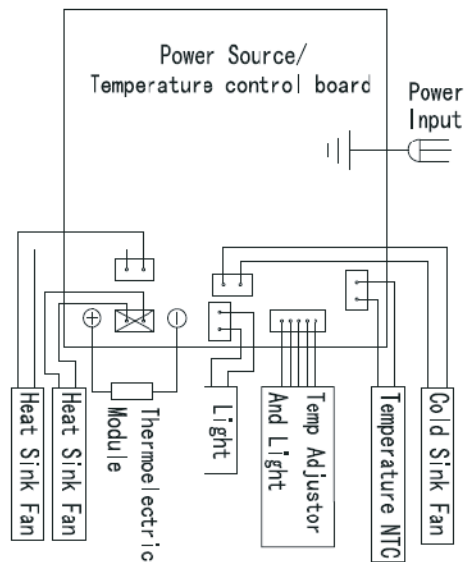 Power Source/
Temperature control board
Power
Input
+
-
Heat Sink Fan
Heat Sink Fan
Thermoelectric
Module
Light
Temp Adjustor
And Light
Temperature NTC
Cold Sink Fan